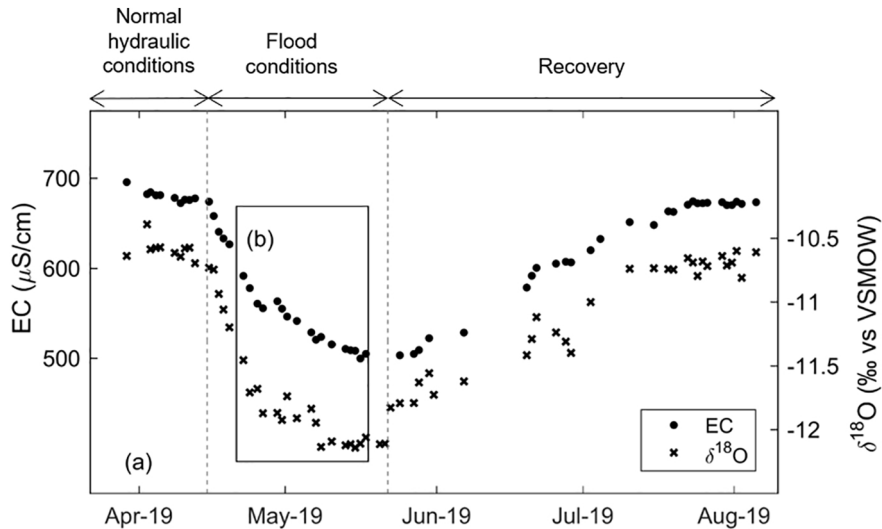 Normal
hydraulic
conditions
Flood
conditions
Recovery
EC (μS/cm)
700
600
500
(b)
(a)
-10.5
-11
-11.5
-12
δ18O (‰ vs VSMOW)
EC
δ18O
Apr-19
May-19
Jun-19
Jul-19
Aug-19